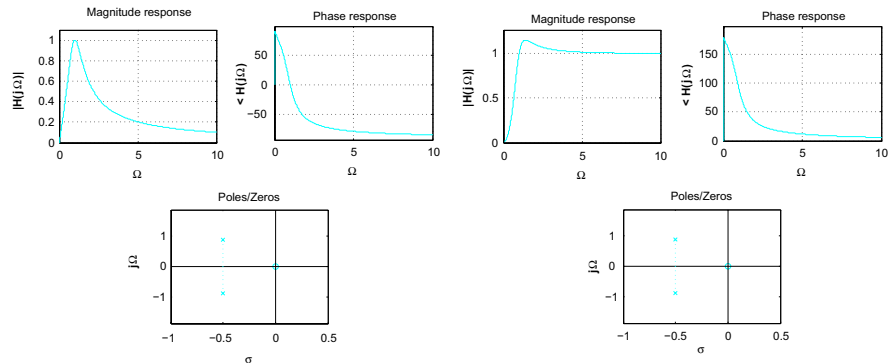 Magnitude response
1
0.8
0.6
0.4
0.2
0
0 5 10
|H(jΩ)|
Ω
Phase response
50
0
−50
0 5 10
< H(jΩ)
Ω
Poles/Zeros
1
0
−1
−1 −0.5 0 0.5
jΩ
σ
Magnitude response
1
0.5
0
0 5 10
|H(jΩ)|
Ω
Phase response
150
100
50
0
0 5 10
< H(jΩ)
Ω
Poles/Zeros
1
0
−1
−1 −0.5 0 0.5
jΩ
σ